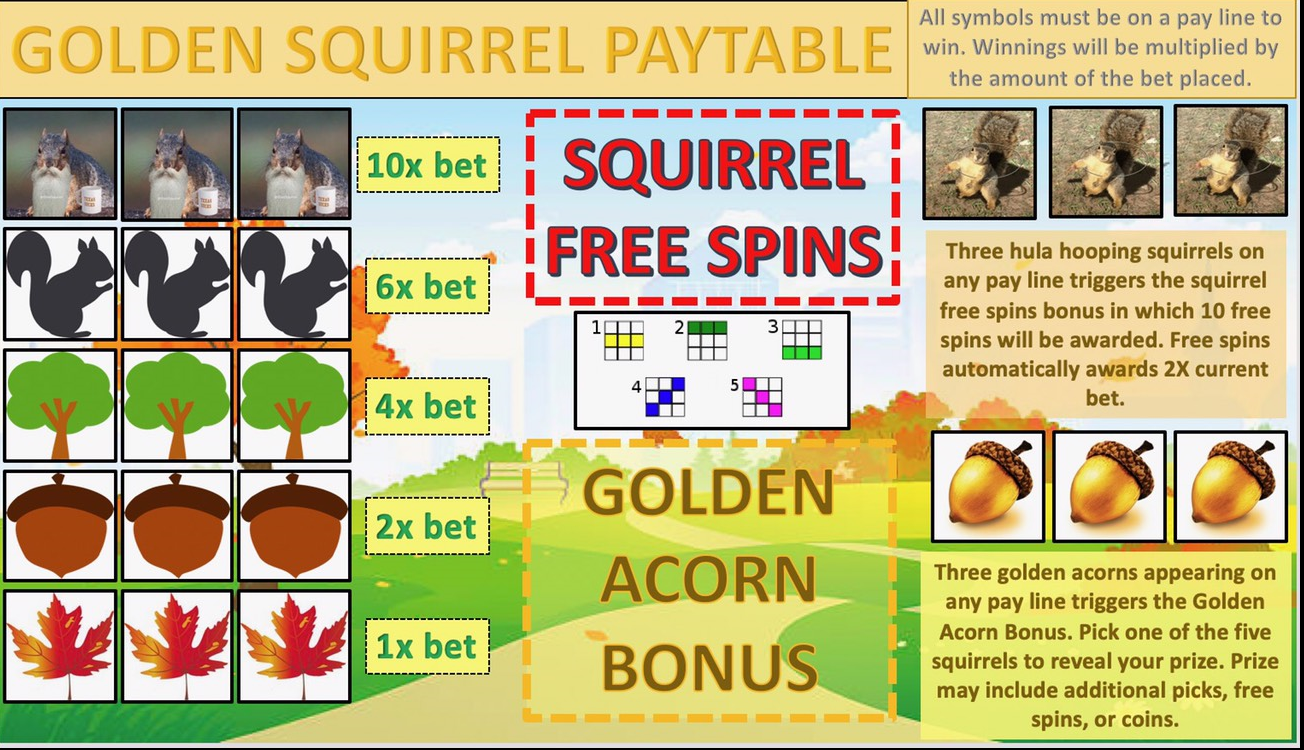 GOLDEN SQUIRREL PAYTABLE
All symbols must be on a pay line to
win. Winnings will be multiplied by
the amount of the bet placed.
10x bet
6x bet
4x bet
2x bet
1x bet
SQUIRREL
FREE SPINS
1
2
3
4
5
GOLDEN
ACORN
BONUS
Three hula hooping squirrels on
any pay line triggers the squirrel
free spins bonus in which 10 free
spins will be awarded. Free spins
automatically awards 2X current
bet.
Three golden acorns appearing on
any pay line triggers the Golden
Acorn Bonus. Pick one of the five
squirrels to reveal your prize. Prize
may include additional picks, free
spins, or coins.